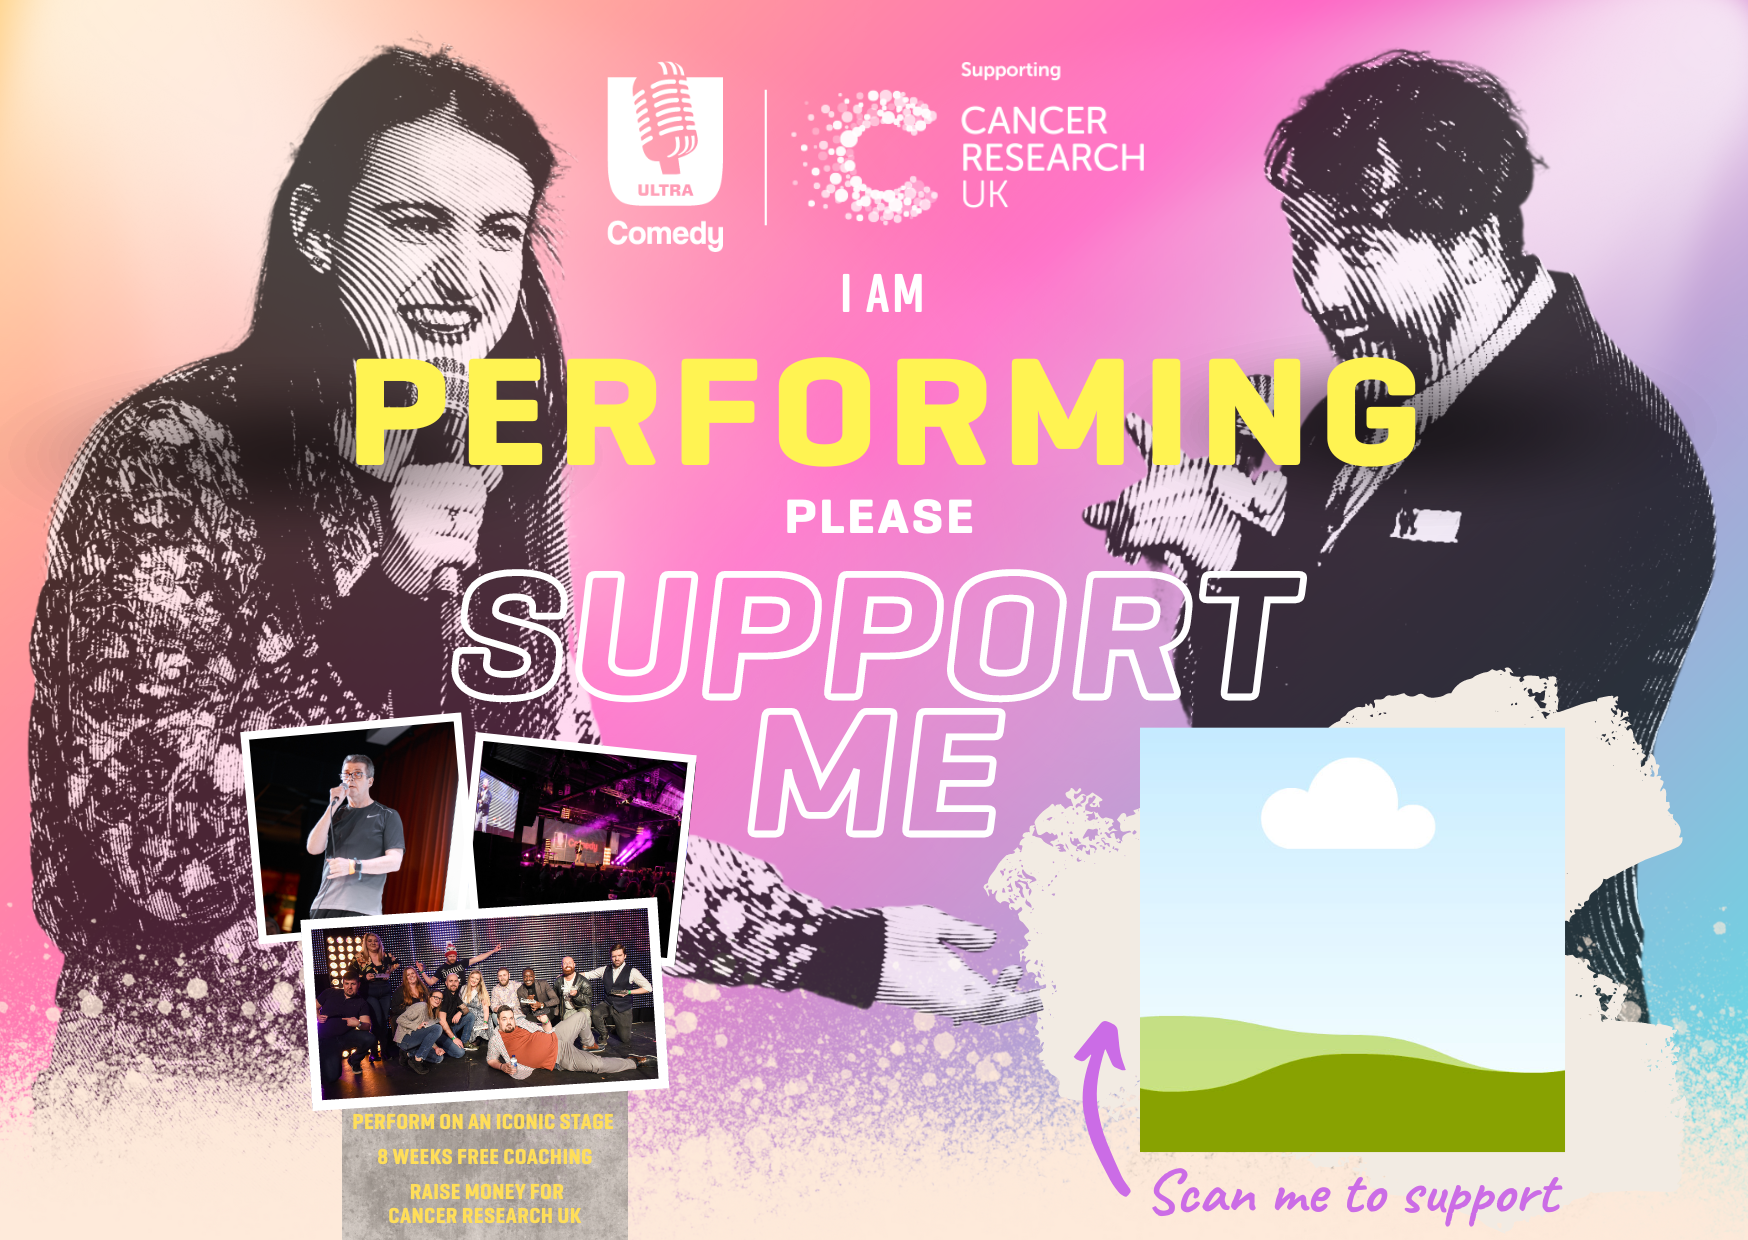 ULTRA
Comedy
Supporting
CANCER
RESEARCH
UK
I AM
PERFORMING
PLEASE
SUPPORT
ME
Comedy
PERFORM ON AN ICONIC STAGE
8 WEEKS FREE COACHING
RAISE MONEY FOR
CANCER RESEARCH UK
Scan me to support